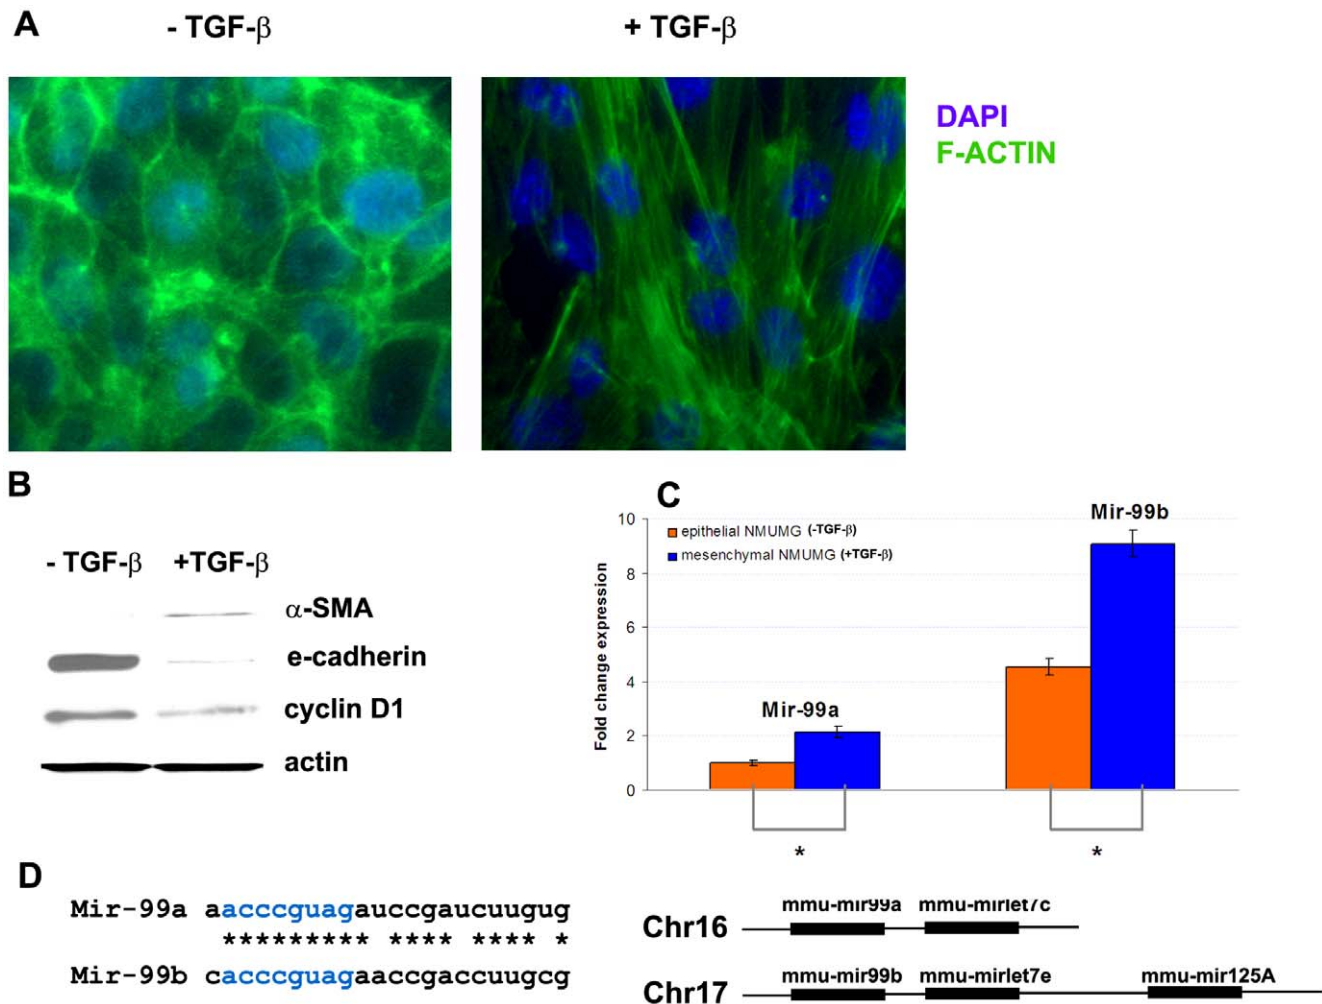 A
- TGF-β
+ TGF-β
DAPI
F-ACTIN
B
- TGF-β +TGF-β
α-SMA
e-cadherin
cyclin D1
actin
C
Fold change expression
10
8
6
4
2
0
epithelial NMUMG (-TGF-β)
mesenchymal NMUMG (+TGF-β)
Mir-99a
Mir-99b
* *
D
Mir-99a aacccguagauccgaucuugug
********* **** **** *
Mir-99b cacccguagaaccgaccuugcg
mmu-mir99a mmu-mirlet7c
Chr16
mmu-mir99b mmu-mirlet7e mmu-mir125A
Chr17